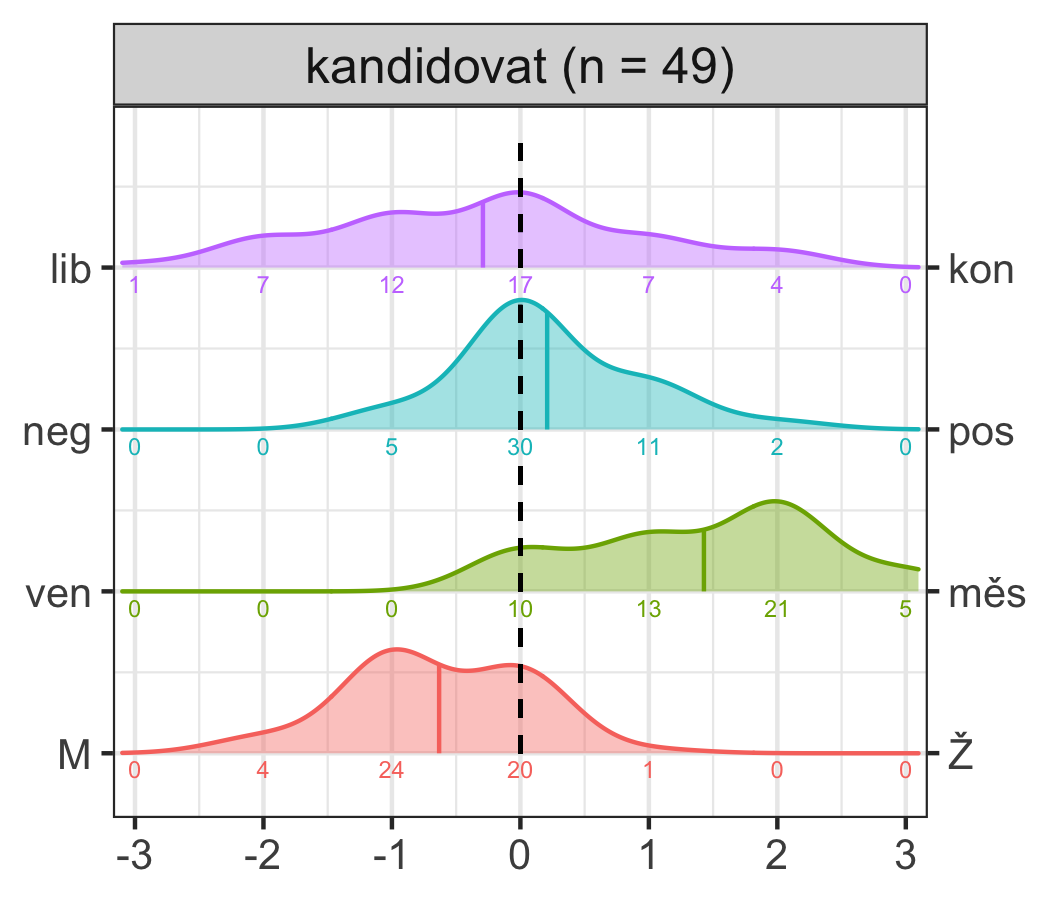 kandidovat (n = 49)
lib kon
1 7 12 17 7 4 0
neg pos
0 0 5 30 11 2 0
ven měs
0 0 0 10 13 21 5
M Ž
0 4 24 20 1 0 0
-3 -2 -1 0 1 2 3